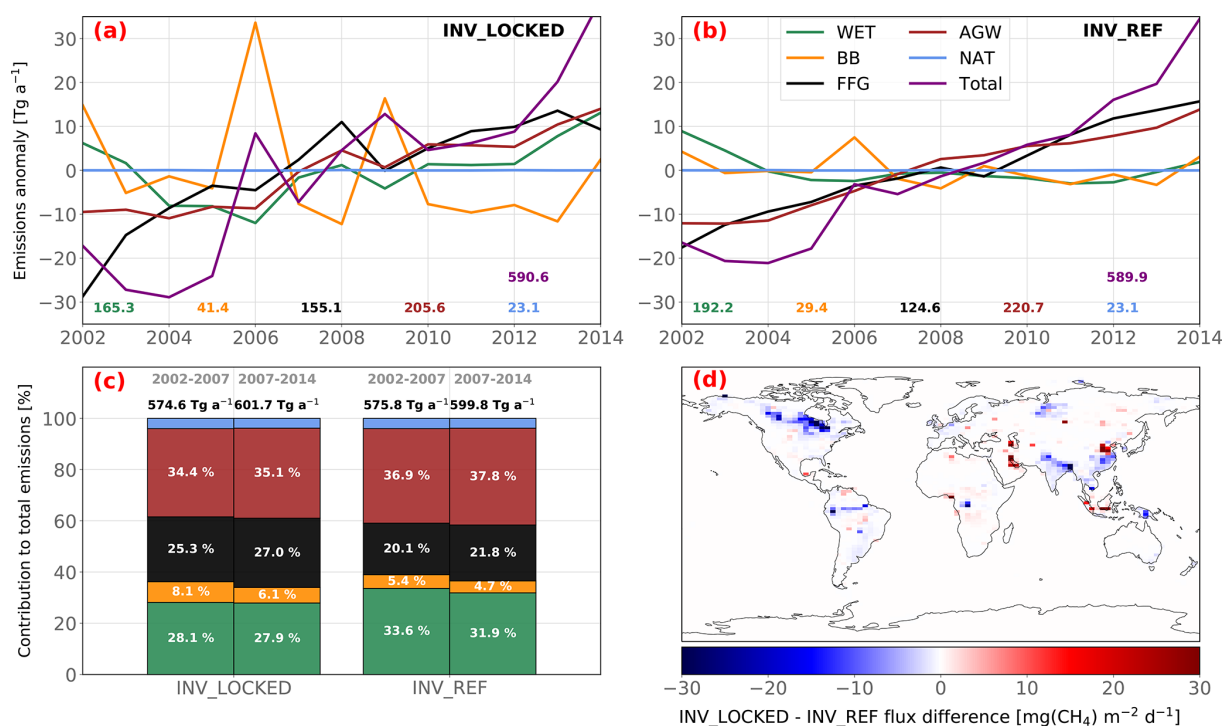 (a)
INV_LOCKED
Emissions anomaly [Tg a⁻¹]
30
20
10
0
−10
−20
−30
590.6
165.3 41.4 155.1 205.6 23.1
2002 2004 2006 2008 2010 2012 2014
(b)
INV_REF
WET AGW
BB NAT
FFG Total
30
20
10
0
−10
−20
−30
589.9
192.2 29.4 124.6 220.7 23.1
2002 2004 2006 2008 2010 2012 2014
(c)
2002-2007 2007-2014 2002-2007 2007-2014
574.6 Tg a⁻¹ 601.7 Tg a⁻¹ 575.8 Tg a⁻¹ 599.8 Tg a⁻¹
Contribution to total emissions [%]
100
80
60
40
20
0
34.4 % 35.1 % 36.9 % 37.8 %
25.3 % 27.0 % 20.1 % 21.8 %
8.1 % 6.1 % 5.4 % 4.7 %
28.1 % 27.9 % 33.6 % 31.9 %
INV_LOCKED INV_REF
(d)
−30 −20 −10 0 10 20 30
INV_LOCKED - INV_REF flux difference [mg(CH₄) m⁻² d⁻¹]